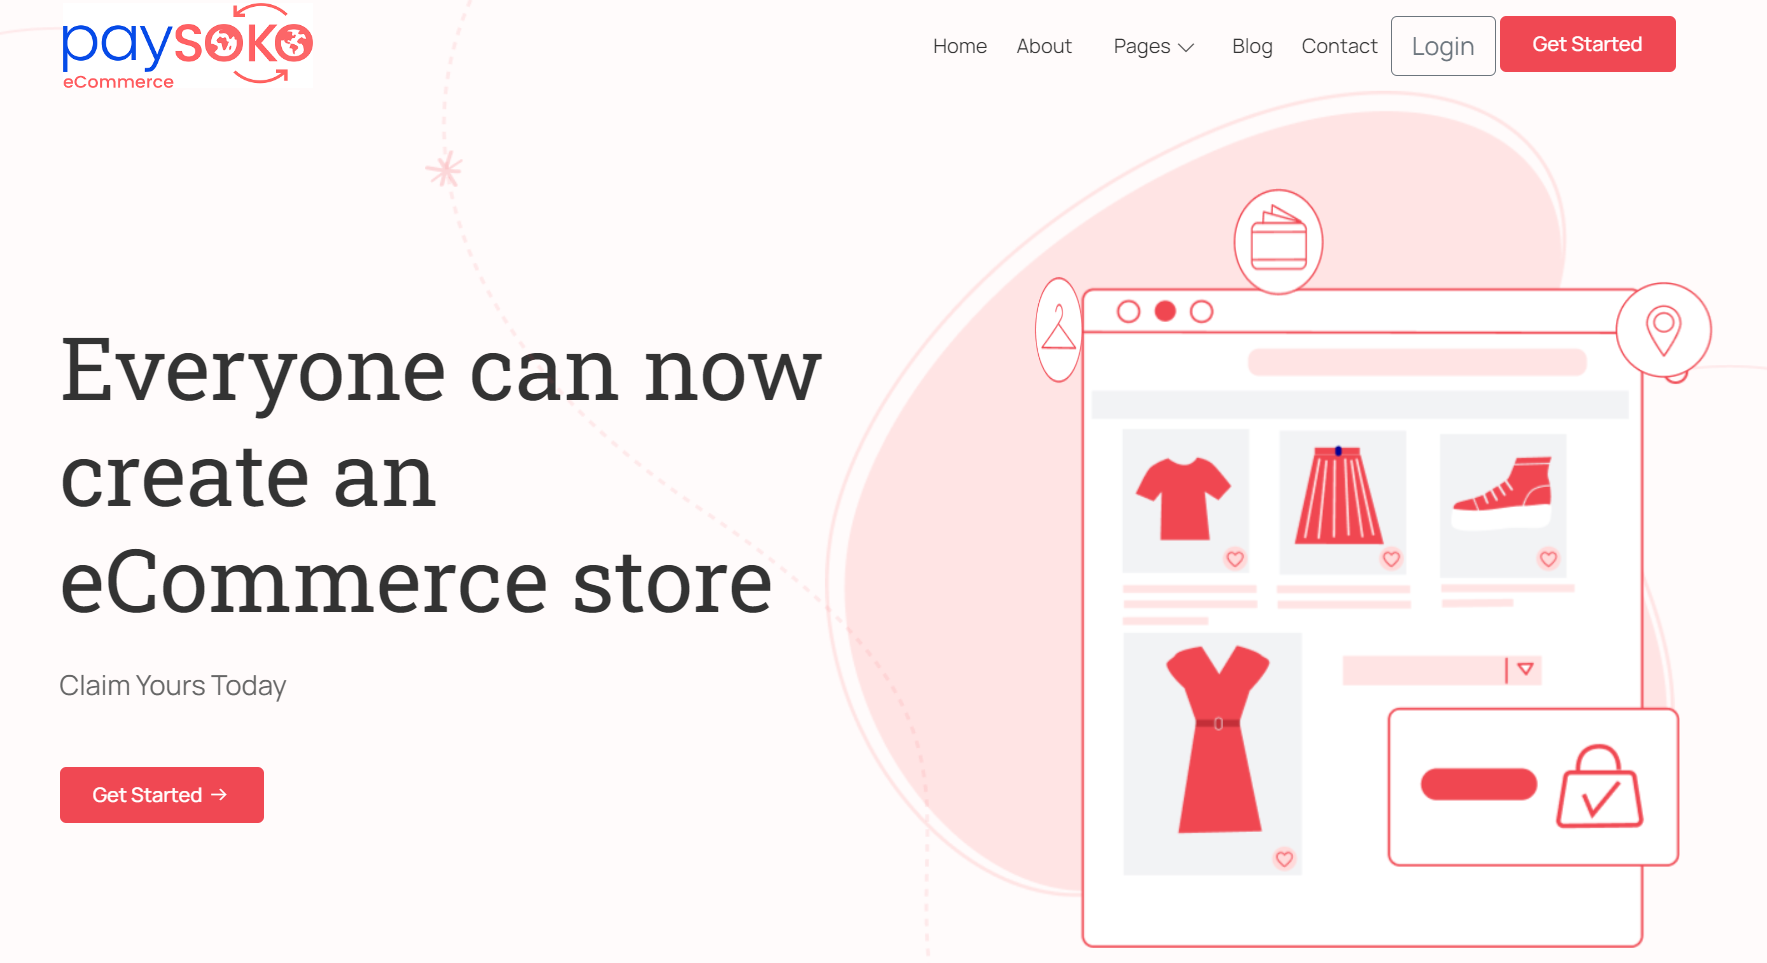 paySOKO
eCommerce
Home About Pages Blog Contact Login Get Started
Everyone can now
create an
eCommerce store
Claim Yours Today
Get Started →